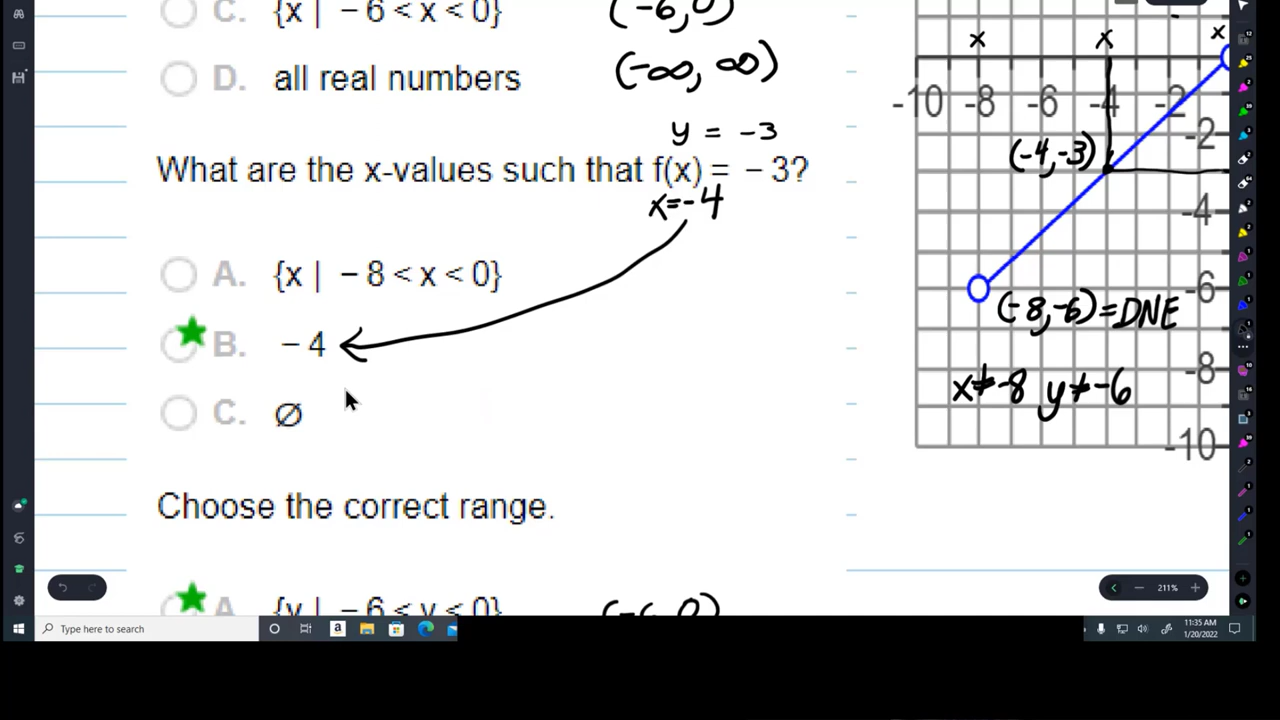 C. {x | − 6 < x < 0} (-6,0)
D. all real numbers (-∞, ∞)
y = -3
What are the x-values such that f(x) = − 3?
x=-4
A. {x | − 8 < x < 0}
B. − 4
C. ∅
Choose the correct range.
A. {y | − 6 < y < 0} (-6,0)
x x x
-10 -8 -6 -4 -2
-2
(-4,-3)
-4
-6
(-8,-6)=DNE
-8
x≠-8 y≠-6
-10
211%
Type here to search
a
11:35 AM
1/20/2022